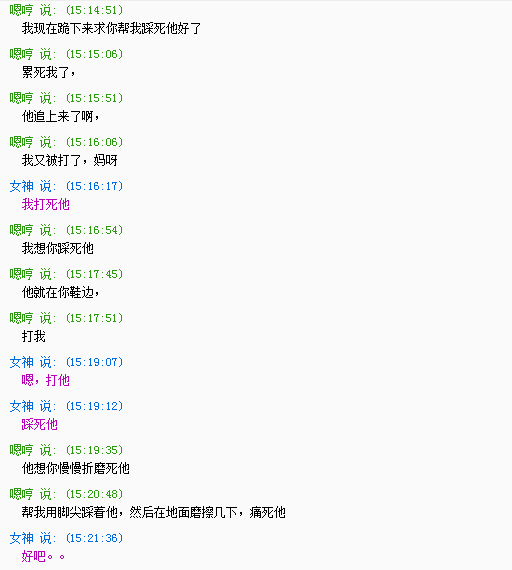 嗯哼 说: (15:14:51)
我现在跪下来求你帮我踩死他好了
嗯哼 说: (15:15:06)
累死我了,
嗯哼 说: (15:15:51)
他追上来了啊,
嗯哼 说: (15:16:06)
我又被打了, 妈呀
女神 说: (15:16:17)
我打死他
嗯哼 说: (15:16:54)
我想你踩死他
嗯哼 说: (15:17:45)
他就在你鞋边,
嗯哼 说: (15:17:51)
打我
女神 说: (15:19:07)
嗯, 打他
女神 说: (15:19:12)
踩死他
嗯哼 说: (15:19:35)
他想你慢慢折磨死他
嗯哼 说: (15:20:48)
帮我用脚尖踩着他, 然后在地面磨擦几下, 痛死他
女神 说: (15:21:36)
好吧。。